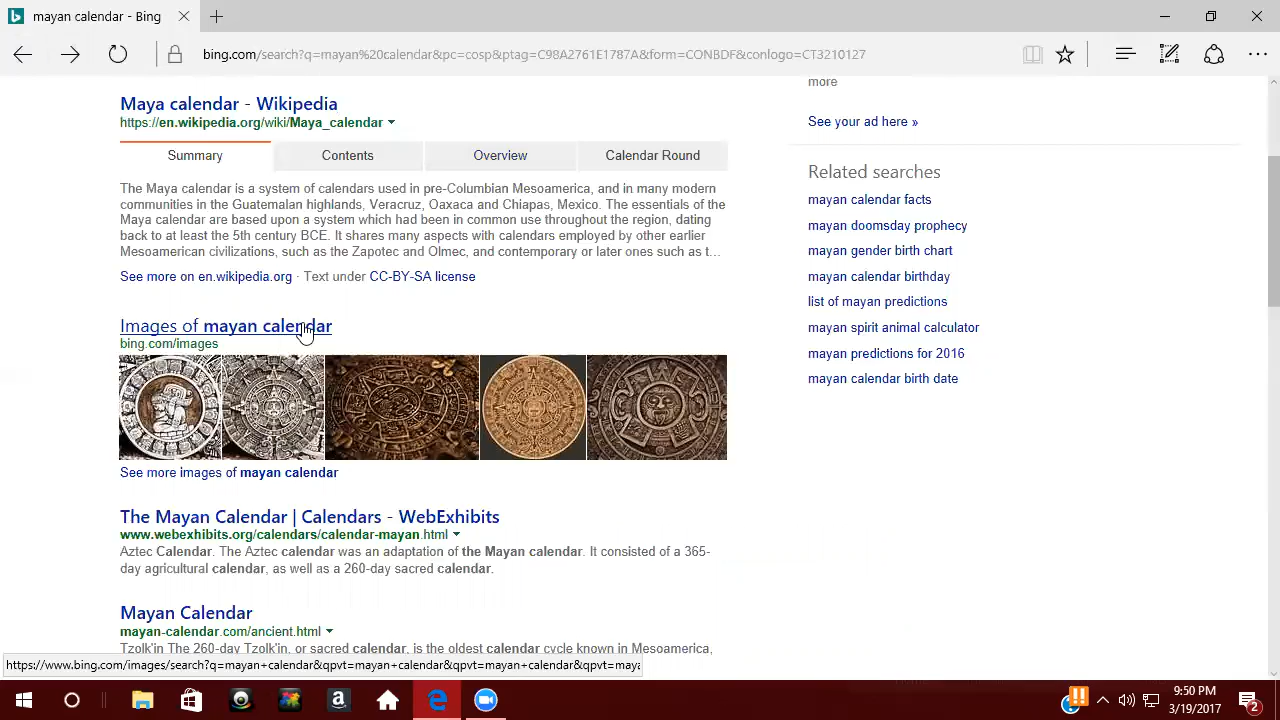 mayan calendar - Bing
bing.com/search?q=mayan%20calendar&pc=cosp&ptag=C98A2761E1787A&form=CONBDF&conlogo=CT3210127
more
See your ad here »
Maya calendar - Wikipedia
https://en.wikipedia.org/wiki/Maya_calendar
Summary Contents Overview Calendar Round
The Maya calendar is a system of calendars used in pre-Columbian Mesoamerica, and in many modern
communities in the Guatemalan highlands, Veracruz, Oaxaca and Chiapas, Mexico. The essentials of the
Maya calendar are based upon a system which had been in common use throughout the region, dating
back to at least the 5th century BCE. It shares many aspects with calendars employed by other earlier
Mesoamerican civilizations, such as the Zapotec and Olmec, and contemporary or later ones such as t...
See more on en.wikipedia.org · Text under CC-BY-SA license
Images of mayan calendar
bing.com/images
See more images of mayan calendar
The Mayan Calendar | Calendars - WebExhibits
www.webexhibits.org/calendars/calendar-mayan.html
Aztec Calendar. The Aztec calendar was an adaptation of the Mayan calendar. It consisted of a 365-
day agricultural calendar, as well as a 260-day sacred calendar.
Mayan Calendar
mayan-calendar.com/ancient.html
Tzolk'in The 260-day Tzolk'in, or sacred calendar, is the oldest calendar cycle known in Mesoamerica,
Related searches
mayan calendar facts
mayan doomsday prophecy
mayan gender birth chart
mayan calendar birthday
list of mayan predictions
mayan spirit animal calculator
mayan predictions for 2016
mayan calendar birth date
https://www.bing.com/images/search?q=mayan+calendar&qpvt=mayan+calendar&qpvt=mayan+calendar&qpvt=maya
9:50 PM
3/19/2017
2